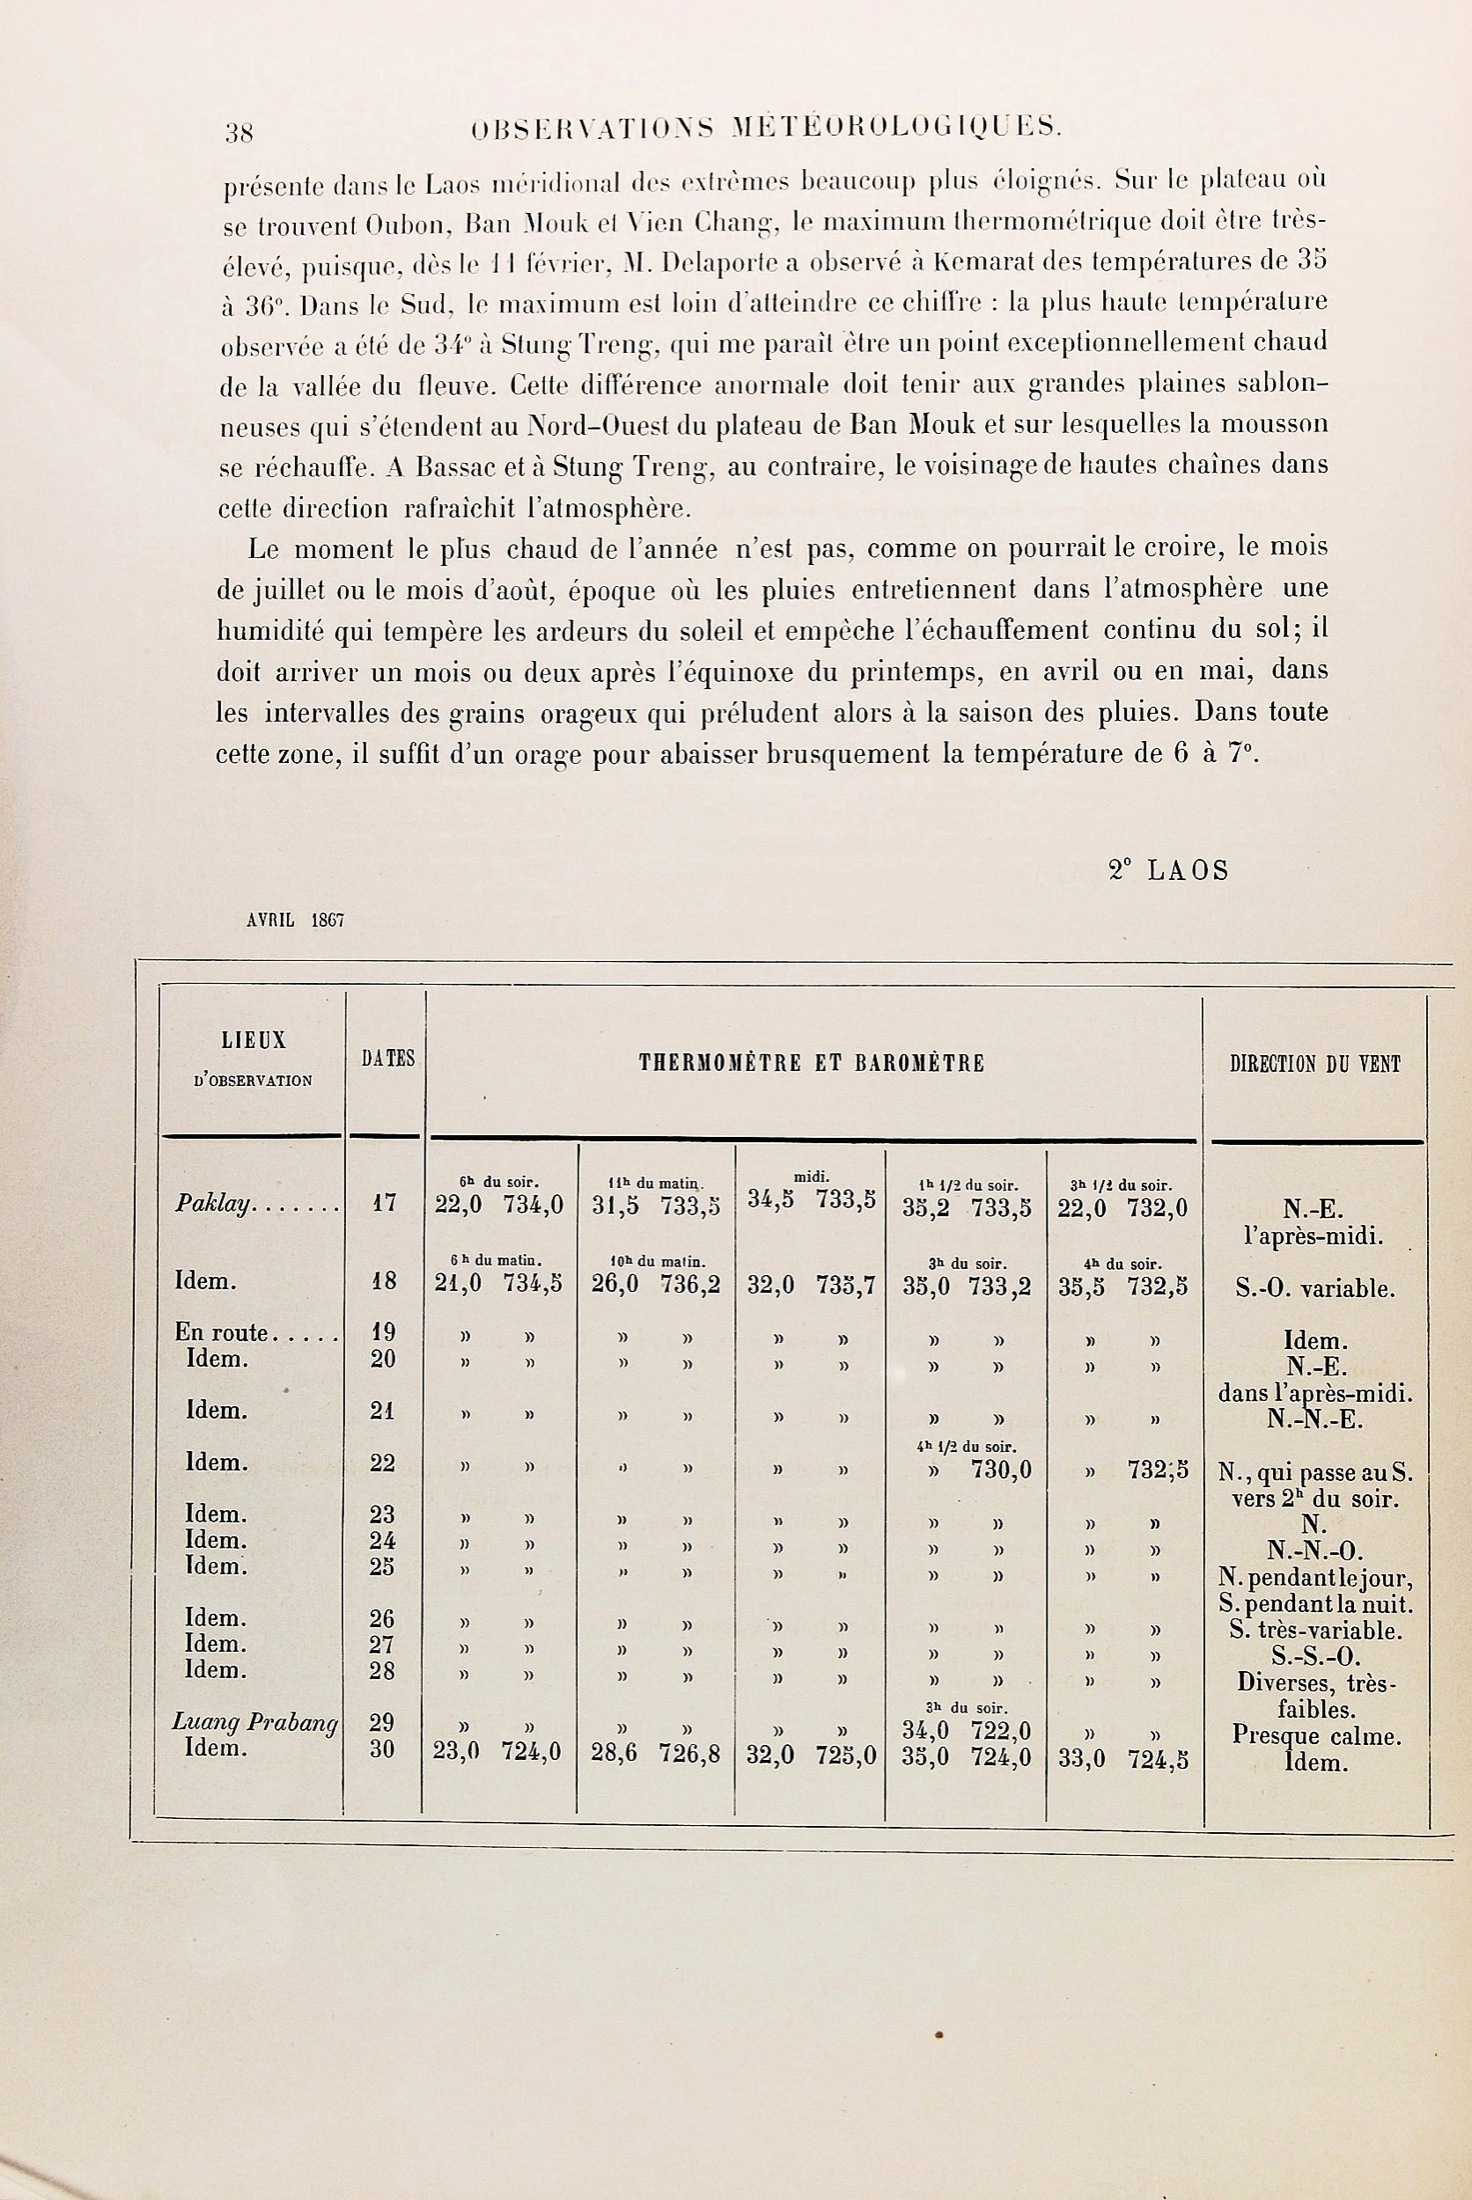 38 OBSERVATIONS MÉTÉOROLOGIQUES.
présente dans le Laos méridional des extrêmes beaucoup plus éloignés. Sur le plateau où
se trouvent Oubon, Ban Mouk et Vien Chang, le maximum thermométrique doit être très-
élevé, puisque, dès le 11 février, M. Delaporte a observé à Kemarat des températures de 35
à 36°. Dans le Sud, le maximum est loin d'atteindre ce chiffre : la plus haute température
observée a été de 34° à Stung Treng, qui me paraît être un point exceptionnellement chaud
de la vallée du fleuve. Cette différence anormale doit tenir aux grandes plaines sablon-
neuses qui s'étendent au Nord-Ouest du plateau de Ban Mouk et sur lesquelles la mousson
se réchauffe. A Bassac et à Stung Treng, au contraire, le voisinage de hautes chaînes dans
cette direction rafraîchit l'atmosphère.
Le moment le plus chaud de l'année n'est pas, comme on pourrait le croire, le mois
de juillet ou le mois d'août, époque où les pluies entretiennent dans l'atmosphère une
humidité qui tempère les ardeurs du soleil et empêche l'échauffement continu du sol; il
doit arriver un mois ou deux après l'équinoxe du printemps, en avril ou en mai, dans
les intervalles des grains orageux qui préludent alors à la saison des pluies. Dans toute
cette zone, il suffit d'un orage pour abaisser brusquement la température de 6 à 7°.
2° LAOS
AVRIL 1867
LIEUX D'OBSERVATION DATES THERMOMÈTRE ET BAROMÈTRE DIRECTION DU VENT
6h du soir. 11h du matin. midi. 1h 1/2 du soir. 3h 1/2 du soir.
Paklay....... 17 22,0 734,0 31,5 733,5 34,5 733,5 35,2 733,5 22,0 732,0 N.-E.
l'après-midi.
6h du matin. 10h du matin. 3h du soir. 4h du soir.
Idem. 18 21,0 734,5 26,0 736,2 32,0 735,7 35,0 733,2 35,5 732,5 S.-O. variable.
En route..... 19 » » » » » » » » » » Idem.
Idem. 20 » » » » » » » » » » N.-E.
dans l'après-midi.
Idem. 21 » » » » » » » » » » N.-N.-E.
4h 1/2 du soir.
Idem. 22 » » » » » » » 730,0 » 732;5 N., qui passe au S.
vers 2h du soir.
Idem. 23 » » » » » » » » » » N.
Idem. 24 » » » » » » » » » » N.-N.-O.
Idem. 25 » » » » » » » » » » N. pendant le jour,
S. pendant la nuit.
Idem. 26 » » » » » » » » » » S. très-variable.
Idem. 27 » » » » » » » » » » S.-S.-O.
Idem. 28 » » » » » » » » » » Diverses, très-
faibles.
3h du soir.
Luang Prabang 29 » » » » » » 34,0 722,0 » » Presque calme.
Idem. 30 23,0 724,0 28,6 726,8 32,0 725,0 35,0 724,0 33,0 724,5 Idem.